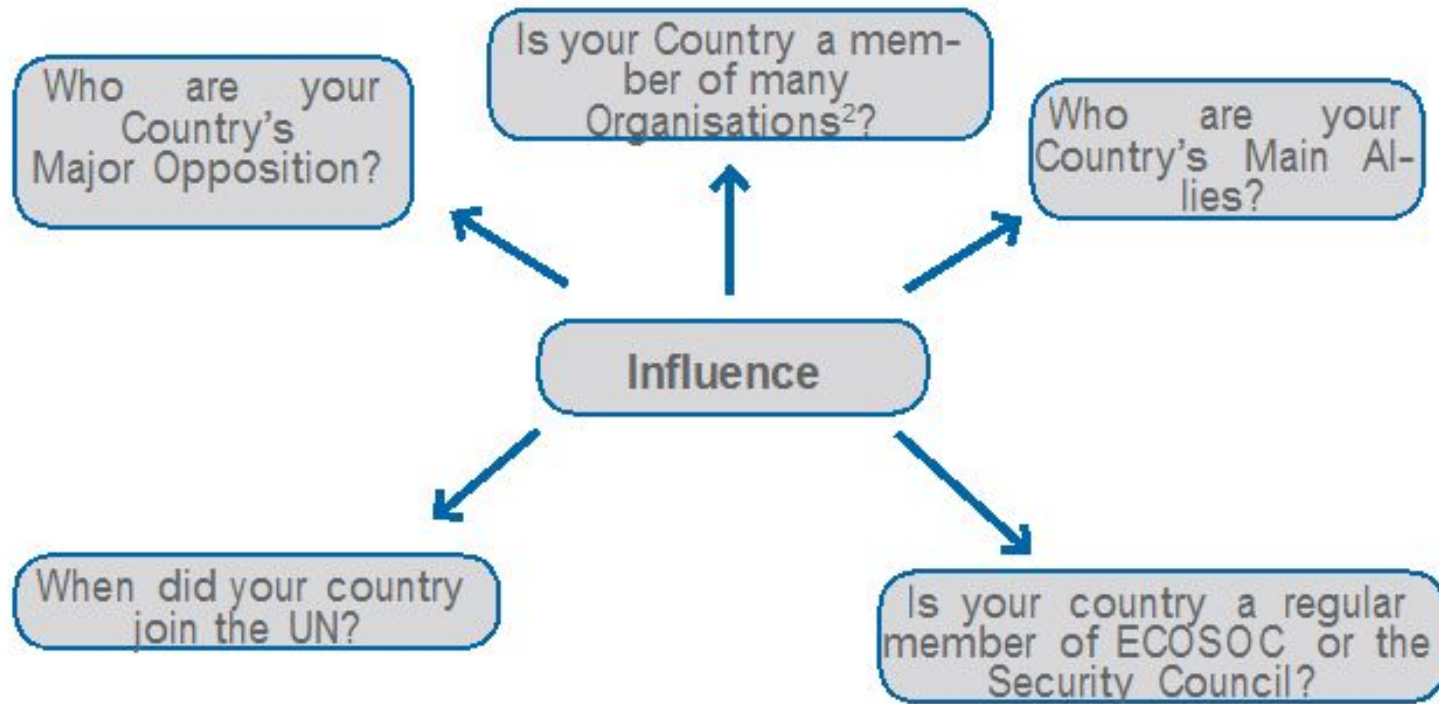 Who are your
Country's
Major Opposition?
Is your Country a mem-
ber of many
Organisations²?
Who are your
Country's Main Al-
lies?
Influence
When did your country
join the UN?
Is your country a regular
member of ECOSOC or the
Security Council?